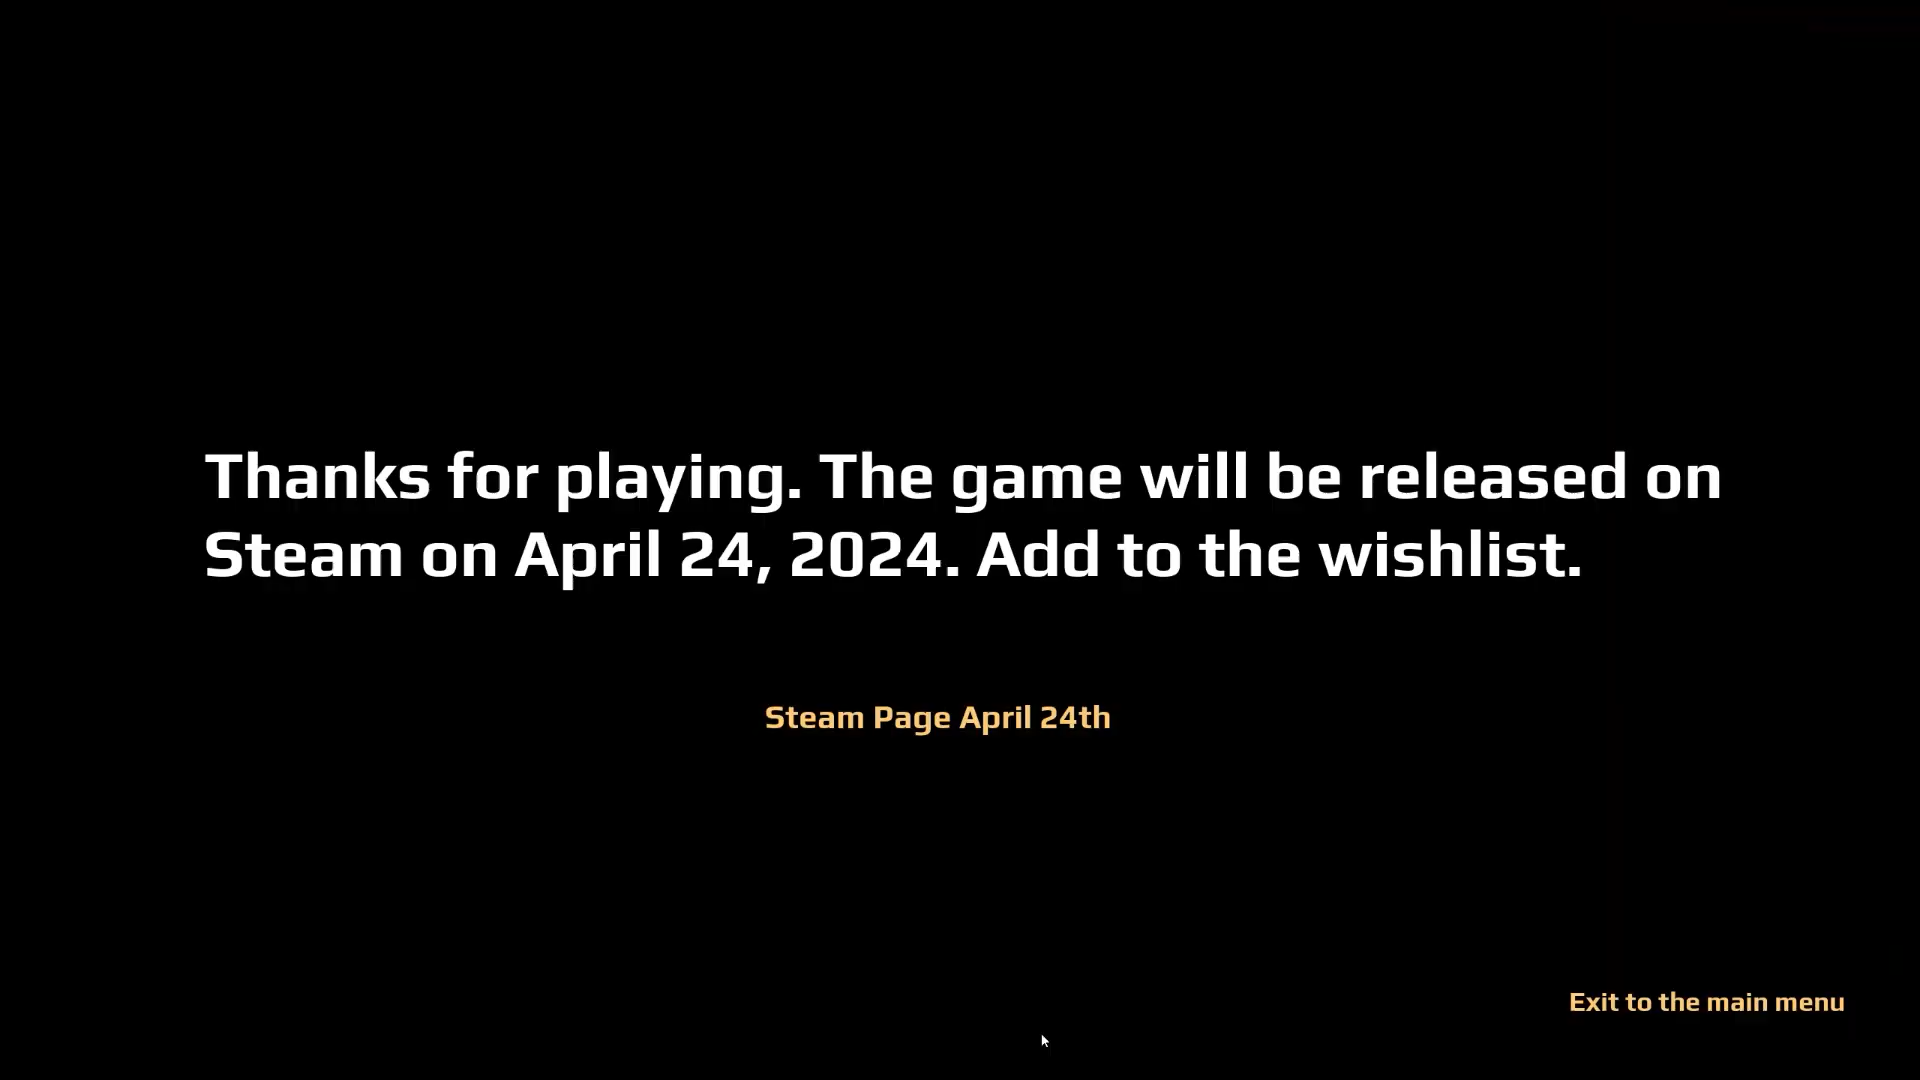 Thanks for playing. The game will be released on
Steam on April 24, 2024. Add to the wishlist.
Steam Page April 24th
Exit to the main menu